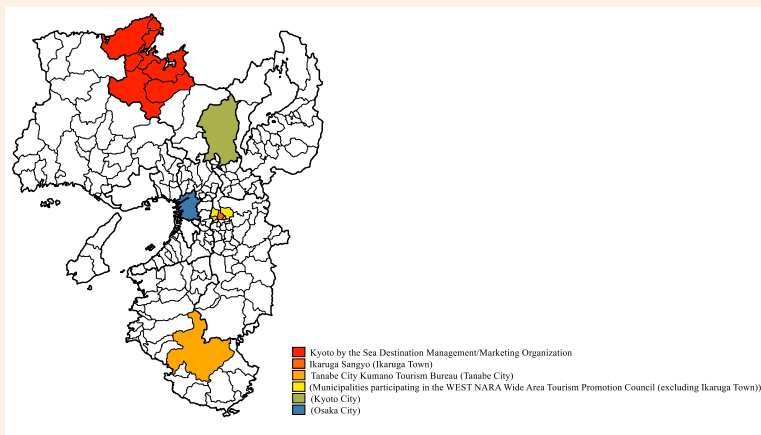 Kyoto by the Sea Destination Management/Marketing Organization
Ikaruga Sangyo (Ikaruga Town)
Tanabe City Kumano Tourism Bureau (Tanabe City)
(Municipalities participating in the WEST NARA Wide Area Tourism Promotion Council (excluding Ikaruga Town))
(Kyoto City)
(Osaka City)